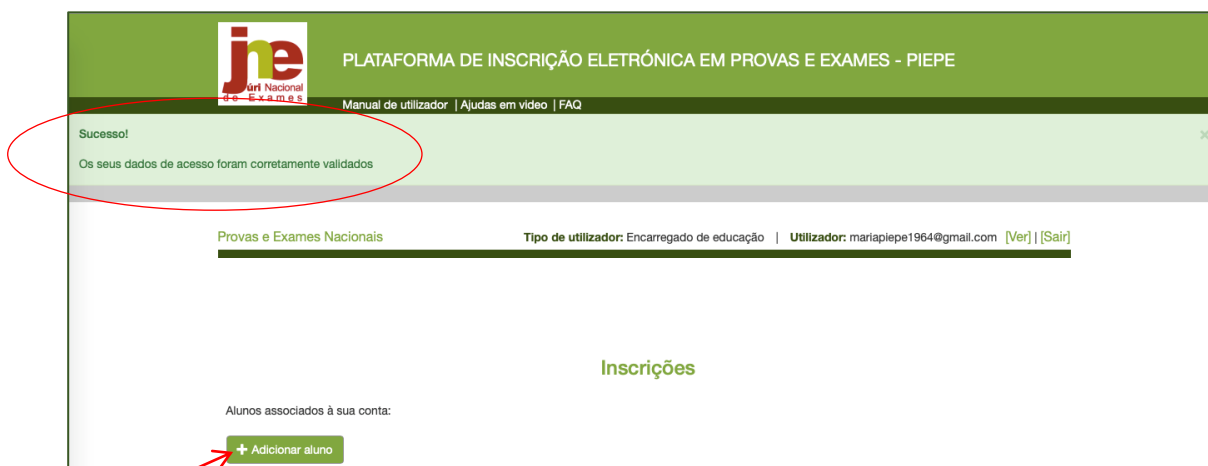 jne
Júri Nacional
de Exames
PLATAFORMA DE INSCRIÇÃO ELETRÓNICA EM PROVAS E EXAMES - PIEPE
Manual de utilizador | Ajudas em video | FAQ
Sucesso!
×
Os seus dados de acesso foram corretamente validados
Provas e Exames Nacionais Tipo de utilizador: Encarregado de educação | Utilizador: mariapiepe1964@gmail.com [Ver] | [Sair]
Inscrições
Alunos associados à sua conta:
+ Adicionar aluno